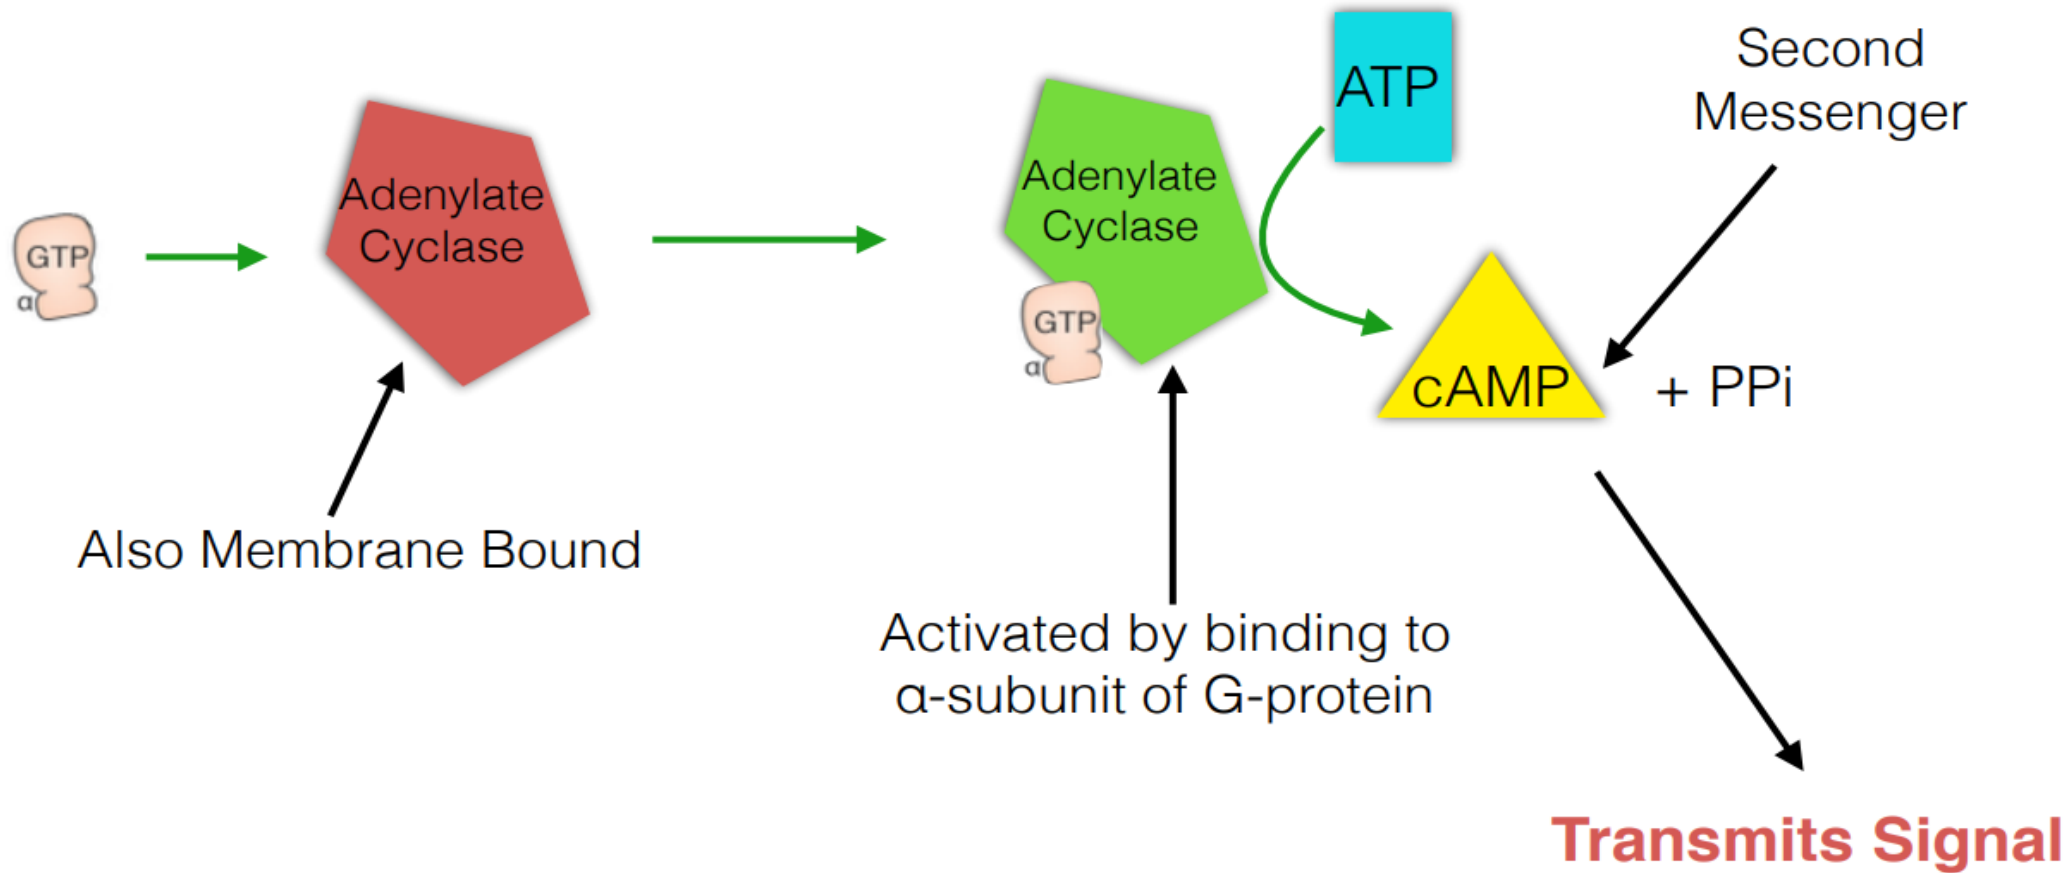 GTP
α
Adenylate
Cyclase
Also Membrane Bound
Adenylate
Cyclase
GTP
α
Activated by binding to
α-subunit of G-protein
ATP
Second
Messenger
cAMP
+ PPi
Transmits Signal